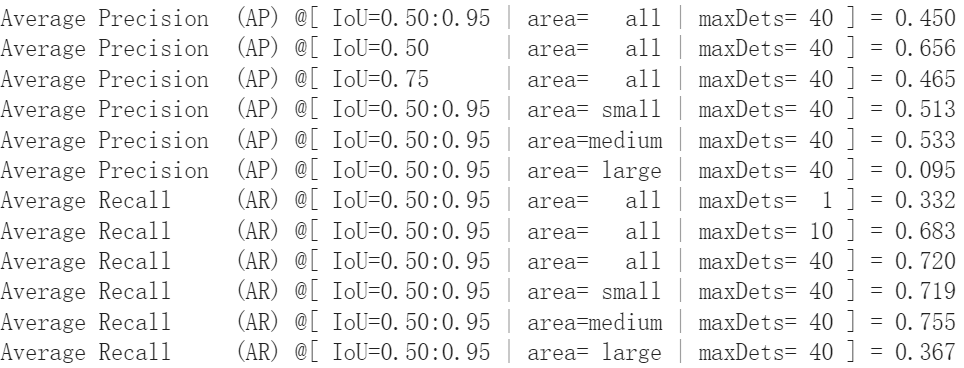 Average Precision  (AP) @[ IoU=0.50:0.95 | area=   all | maxDets= 40 ] = 0.450
Average Precision  (AP) @[ IoU=0.50      | area=   all | maxDets= 40 ] = 0.656
Average Precision  (AP) @[ IoU=0.75      | area=   all | maxDets= 40 ] = 0.465
Average Precision  (AP) @[ IoU=0.50:0.95 | area= small | maxDets= 40 ] = 0.513
Average Precision  (AP) @[ IoU=0.50:0.95 | area=medium | maxDets= 40 ] = 0.533
Average Precision  (AP) @[ IoU=0.50:0.95 | area= large | maxDets= 40 ] = 0.095
Average Recall     (AR) @[ IoU=0.50:0.95 | area=   all | maxDets=  1 ] = 0.332
Average Recall     (AR) @[ IoU=0.50:0.95 | area=   all | maxDets= 10 ] = 0.683
Average Recall     (AR) @[ IoU=0.50:0.95 | area=   all | maxDets= 40 ] = 0.720
Average Recall     (AR) @[ IoU=0.50:0.95 | area= small | maxDets= 40 ] = 0.719
Average Recall     (AR) @[ IoU=0.50:0.95 | area=medium | maxDets= 40 ] = 0.755
Average Recall     (AR) @[ IoU=0.50:0.95 | area= large | maxDets= 40 ] = 0.367